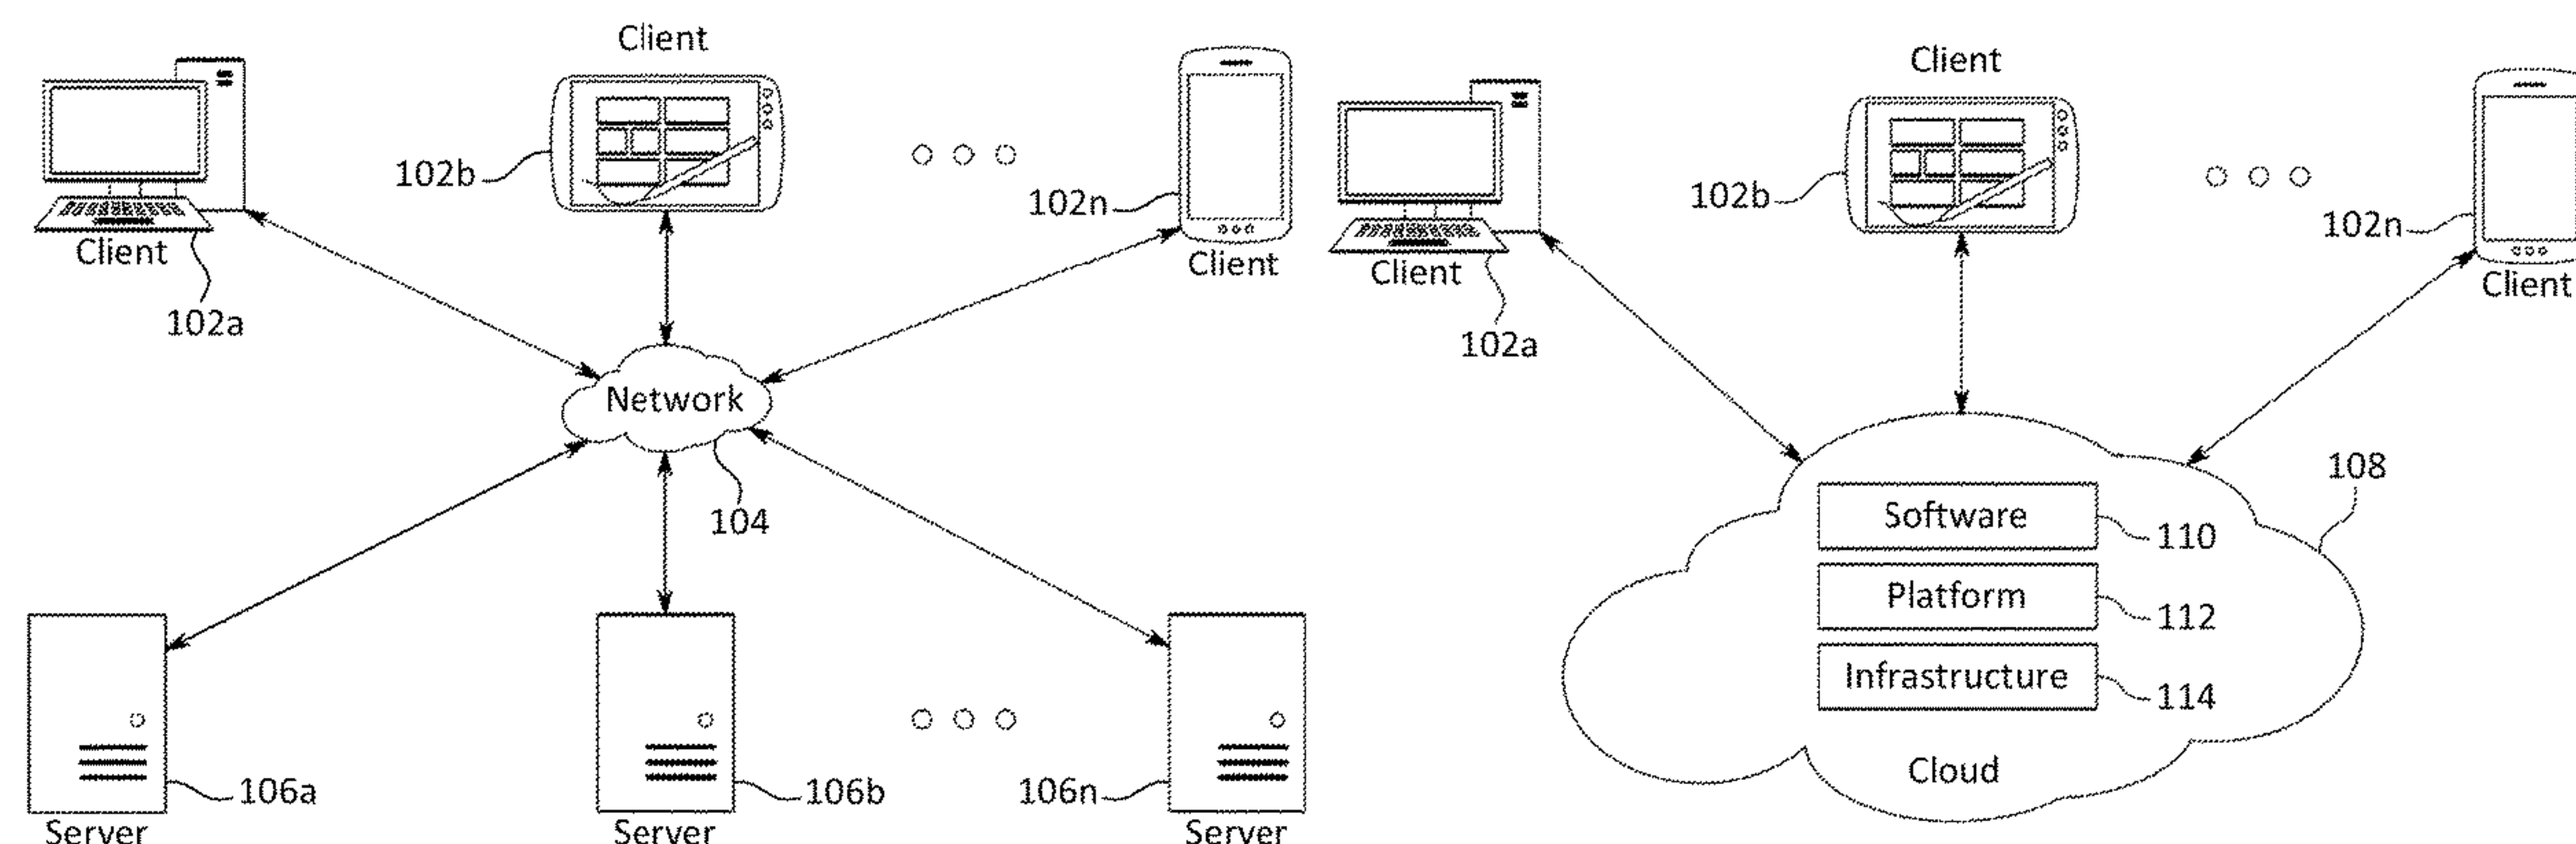 Client
102b
102n
Client
Client
102a
Network
104
106a
106b
106n
Server
Server
Server
Client
102b
102n
Client
Client
102a
108
Software
110
Platform
112
Infrastructure
114
Cloud